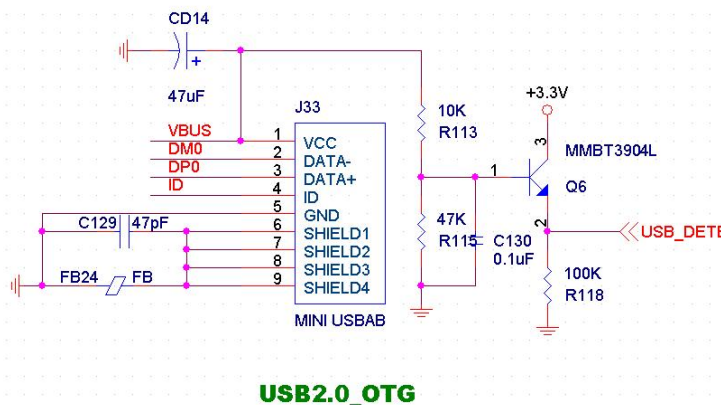 CD14
+
47uF
J33
+3.3V
10K
R113
VBUS
DM0
DP0
ID
1
2
3
4
5
6
7
8
9
VCC
DATA-
DATA+
ID
GND
SHIELD1
SHIELD2
SHIELD3
SHIELD4
3
MMBT3904L
1
Q6
2
C129
47pF
47K
R115
C130
0.1uF
USB_DETE
FB24
FB
100K
R118
MINI USBAB
USB2.0_OTG